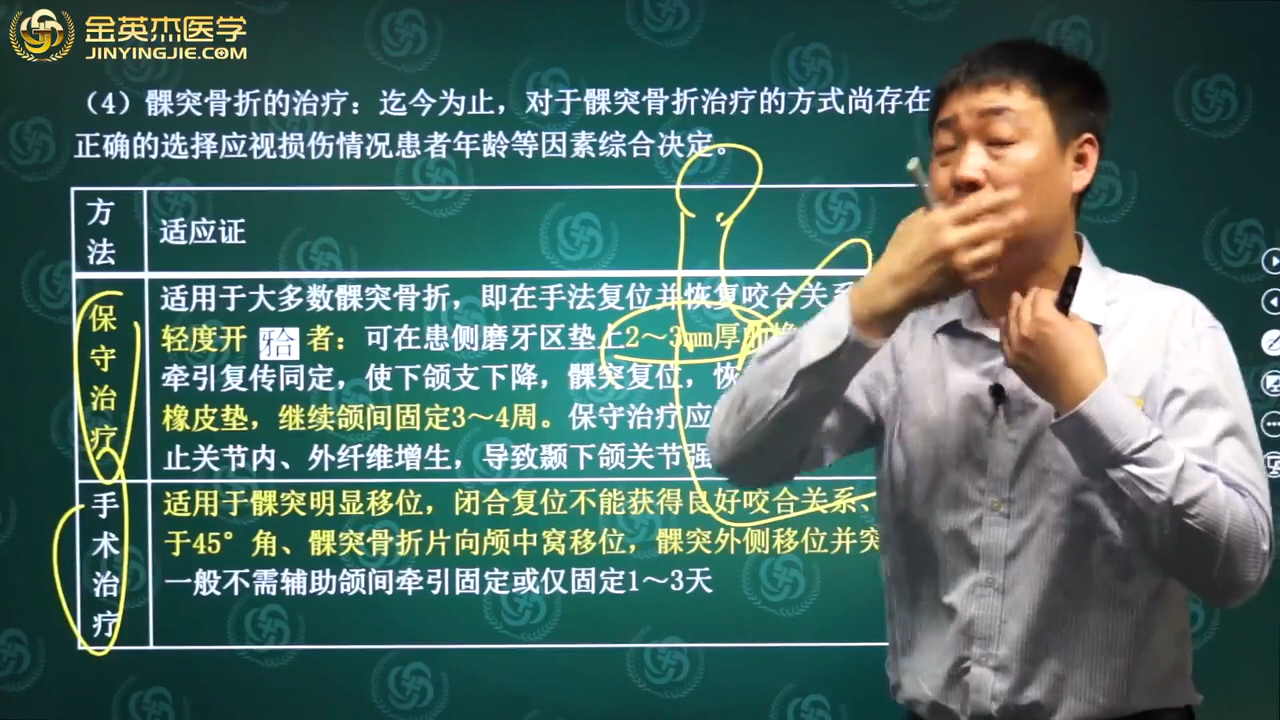 金英杰医学
JINYINGJIE.COM
（4）髁突骨折的治疗：迄今为止，对于髁突骨折治疗的方式尚存在
正确的选择应视损伤情况患者年龄等因素综合决定。
方法
适应证
保守治疗
适用于大多数髁突骨折，即在手法复位并恢复咬合关系
轻度开𬌗者：可在患侧磨牙区垫上2～3mm厚的橡
牵引复传同定，使下颌支下降，髁突复位，恢
橡皮垫，继续颌间固定3～4周。保守治疗应
止关节内、外纤维增生，导致颞下颌关节强
手术治疗
适用于髁突明显移位，闭合复位不能获得良好咬合关系、
于45°角、髁突骨折片向颅中窝移位，髁突外侧移位并突
一般不需辅助颌间牵引固定或仅固定1～3天